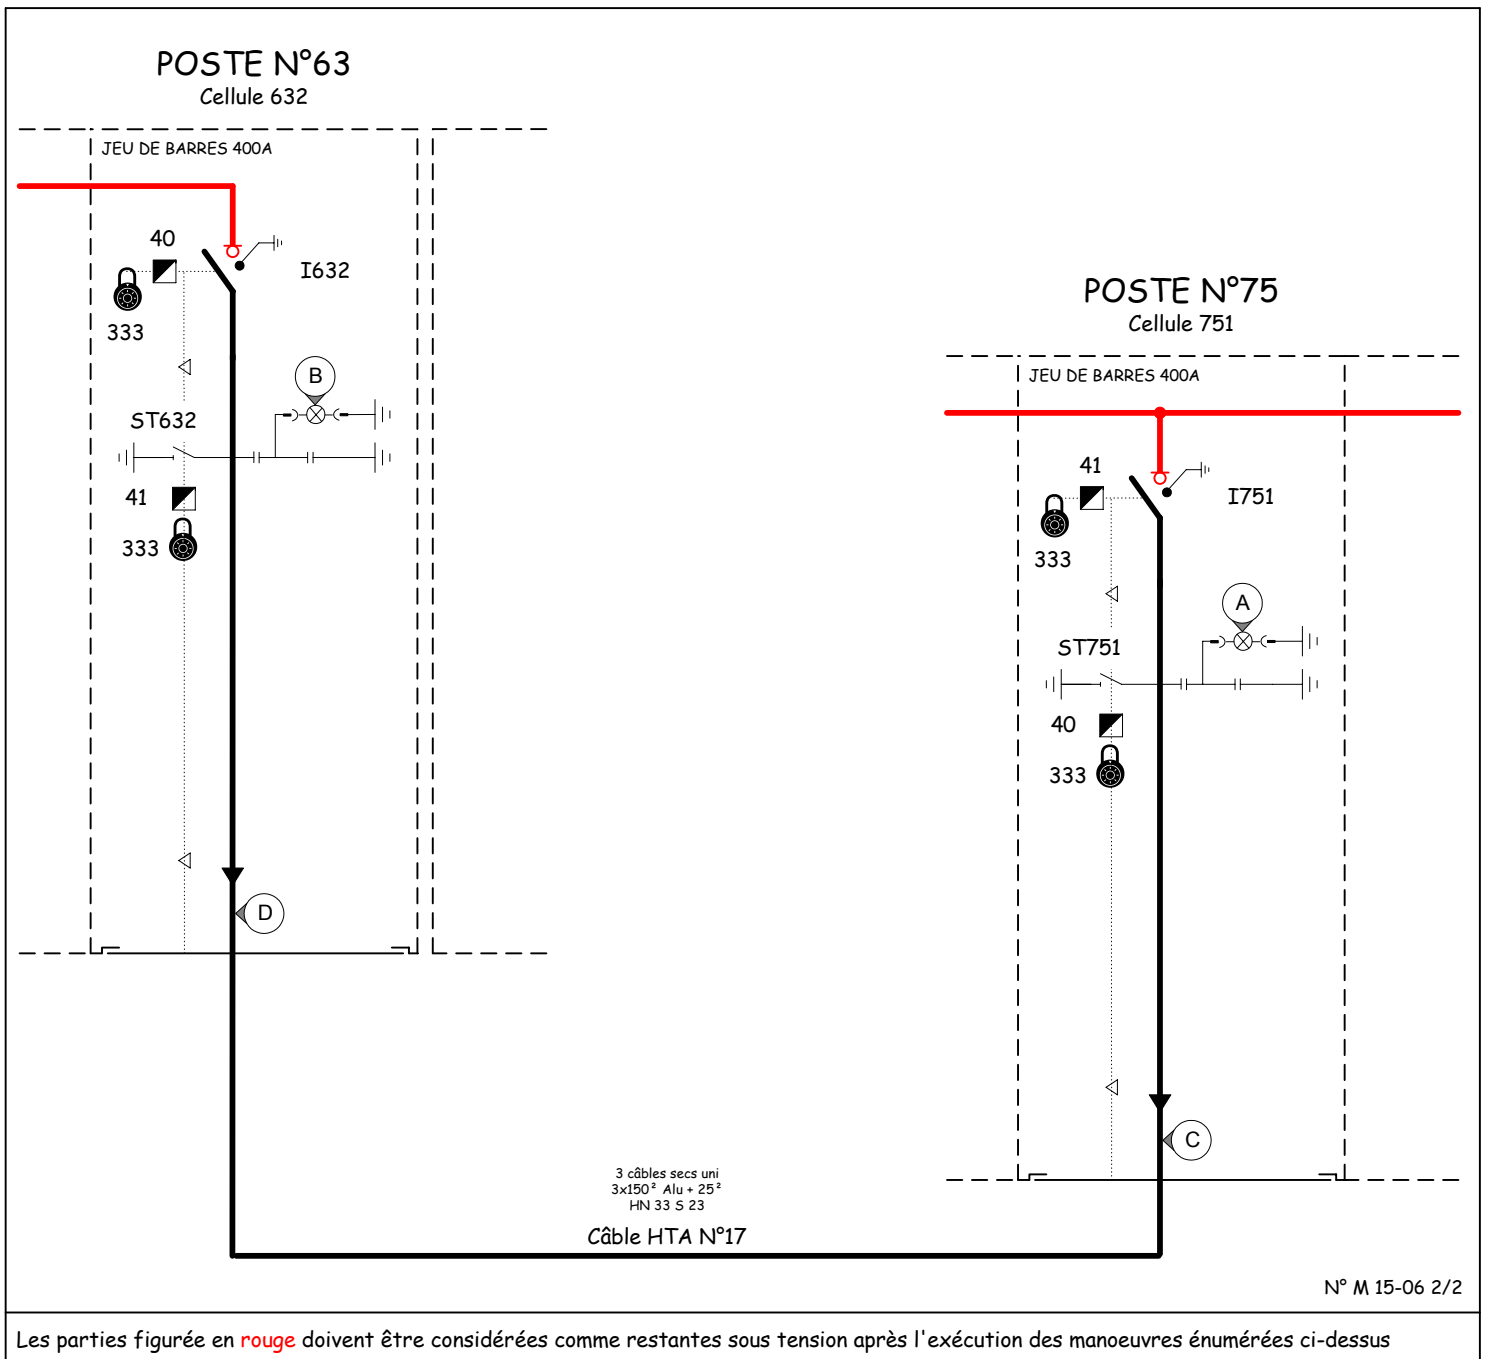 POSTE N°63
Cellule 632
JEU DE BARRES 400A
40
I632
333
B
ST632
41
333
D
POSTE N°75
Cellule 751
JEU DE BARRES 400A
41
I751
333
A
ST751
40
333
C
3 câbles secs uni
3x150² Alu + 25²
HN 33 S 23
Câble HTA N°17
N° M 15-06 2/2
Les parties figurée en rouge doivent être considérées comme restantes sous tension après l'exécution des manoeuvres énumérées ci-dessus